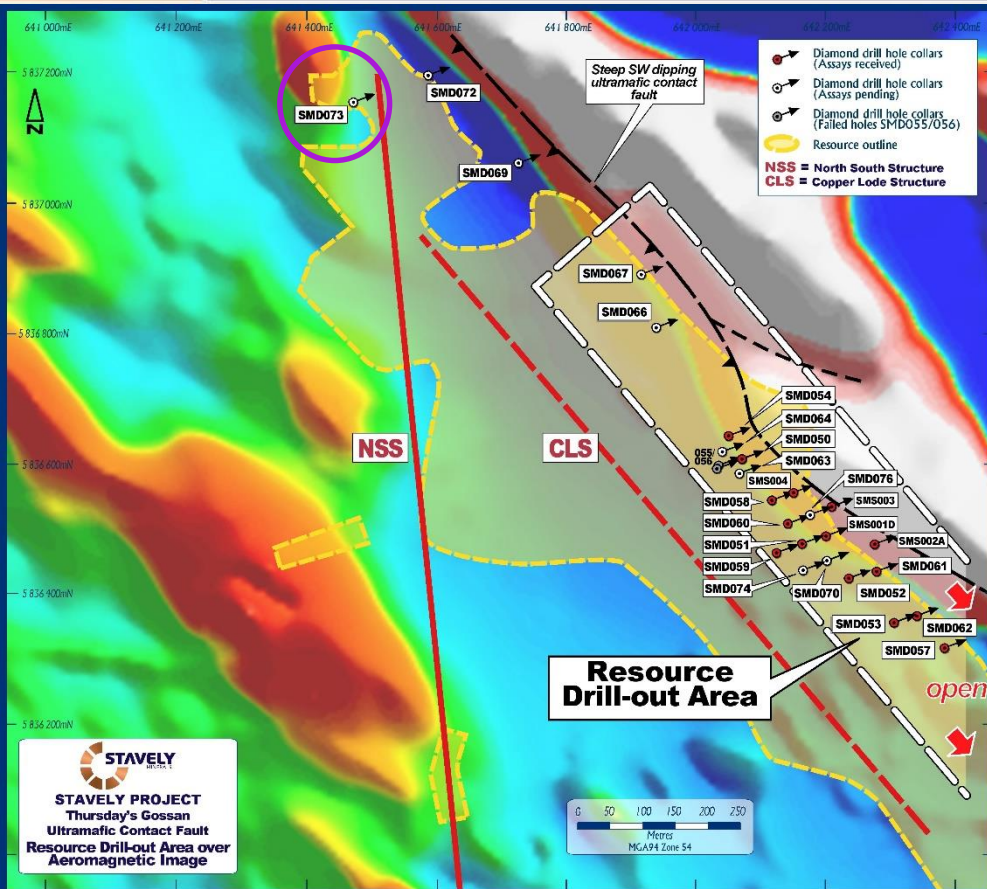 641 000mE
641 200mE
641 400mE
641 600mE
641 800mE
642 000mE
642 200mE
642 400mE
5 837 200mN
5 837 000mN
5 836 800mN
5 836 600mN
5 836 400mN
5 836 200mN
N
SMD073
SMD072
SMD069
Steep SW dipping
ultramafic contact
fault
Diamond drill hole collars
(Assays received)
Diamond drill hole collars
(Assays pending)
Diamond drill hole collars
(Failed holes SMD055/056)
Resource outline
NSS = North South Structure
CLS = Copper Lode Structure
SMD067
SMD066
SMD054
SMD064
SMD050
SMD063
055/
056
SMS004
SMD076
SMS003
SMD058
SMD060
SMS001D
SMD051
SMS002A
SMD059
SMD061
SMD074
SMD070
SMD052
SMD053
SMD062
SMD057
NSS
CLS
Resource
Drill-out Area
open
STAVELY
MINERALS
STAVELY PROJECT
Thursday's Gossan
Ultramafic Contact Fault
Resource Drill-out Area over
Aeromagnetic Image
0 50 100 150 200 250
Metres
MGA94 Zone 54